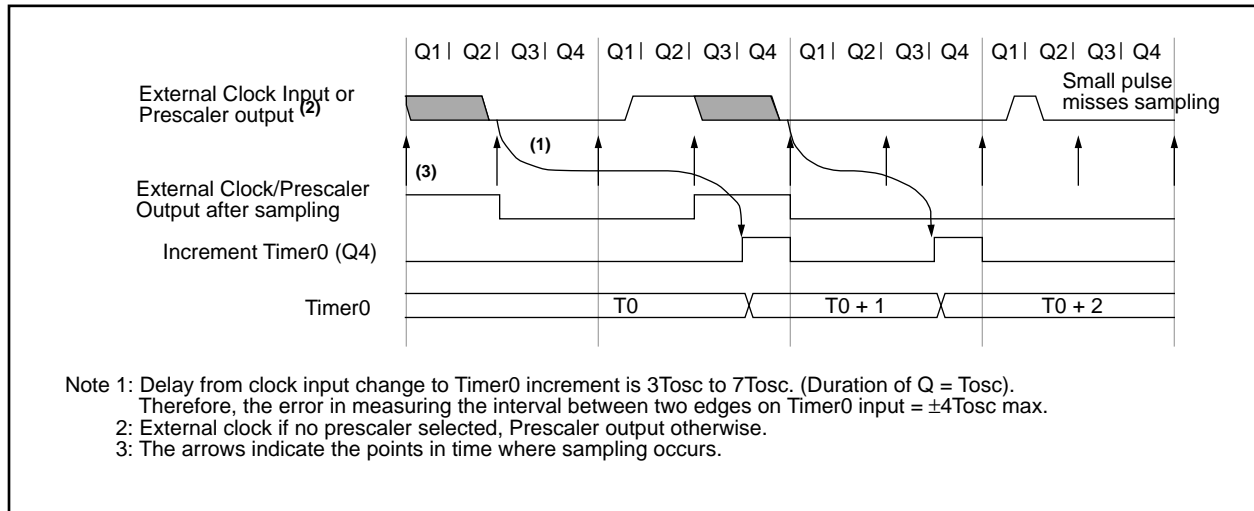 Q1| Q2| Q3| Q4 Q1| Q2| Q3| Q4 Q1| Q2| Q3| Q4 Q1| Q2| Q3| Q4
External Clock Input or
Prescaler output (2)
Small pulse
misses sampling
(1)
(3)
External Clock/Prescaler
Output after sampling
Increment Timer0 (Q4)
Timer0 T0 T0 + 1 T0 + 2
Note 1: Delay from clock input change to Timer0 increment is 3Tosc to 7Tosc. (Duration of Q = Tosc).
Therefore, the error in measuring the interval between two edges on Timer0 input = ±4Tosc max.
2: External clock if no prescaler selected, Prescaler output otherwise.
3: The arrows indicate the points in time where sampling occurs.